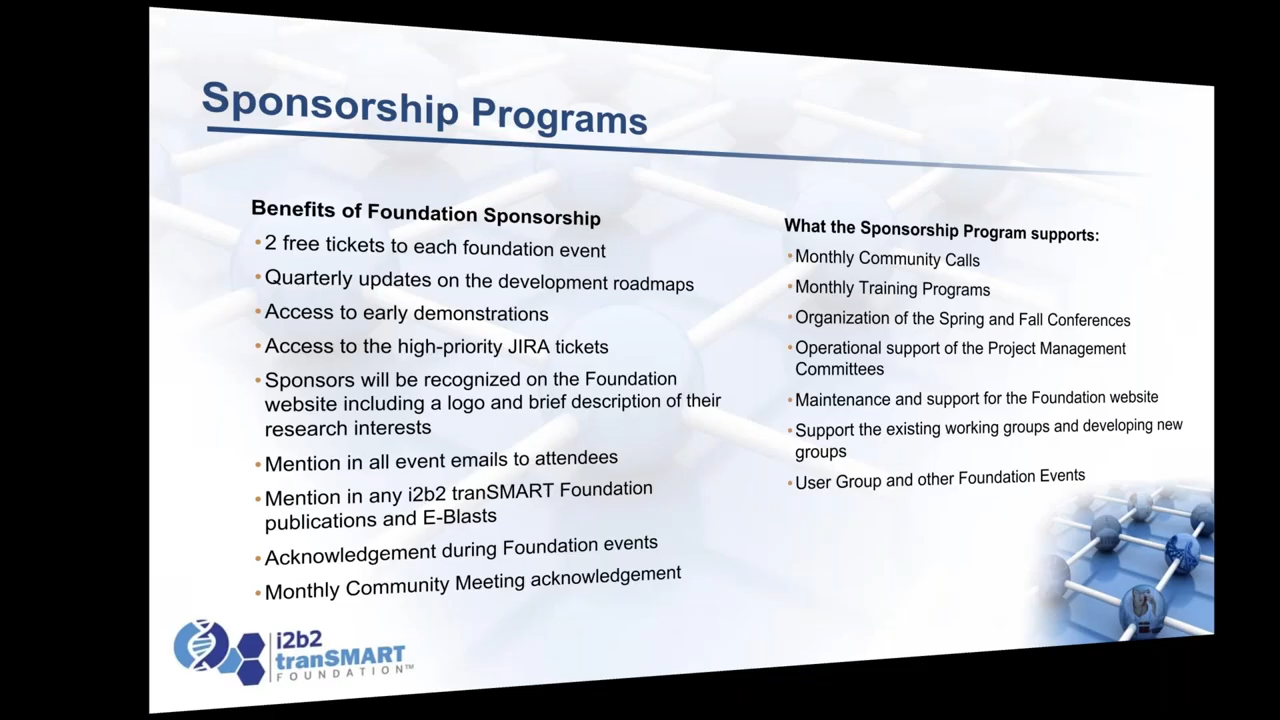 Sponsorship Programs
Benefits of Foundation Sponsorship
•2 free tickets to each foundation event
•Quarterly updates on the development roadmaps
•Access to early demonstrations
•Access to the high-priority JIRA tickets
•Sponsors will be recognized on the Foundation
website including a logo and brief description of their
research interests
•Mention in all event emails to attendees
•Mention in any i2b2 tranSMART Foundation
publications and E-Blasts
•Acknowledgement during Foundation events
•Monthly Community Meeting acknowledgement
What the Sponsorship Program supports:
•Monthly Community Calls
•Monthly Training Programs
•Organization of the Spring and Fall Conferences
•Operational support of the Project Management
Committees
•Maintenance and support for the Foundation website
•Support the existing working groups and developing new
groups
•User Group and other Foundation Events
i2b2
tranSMART
FOUNDATION™